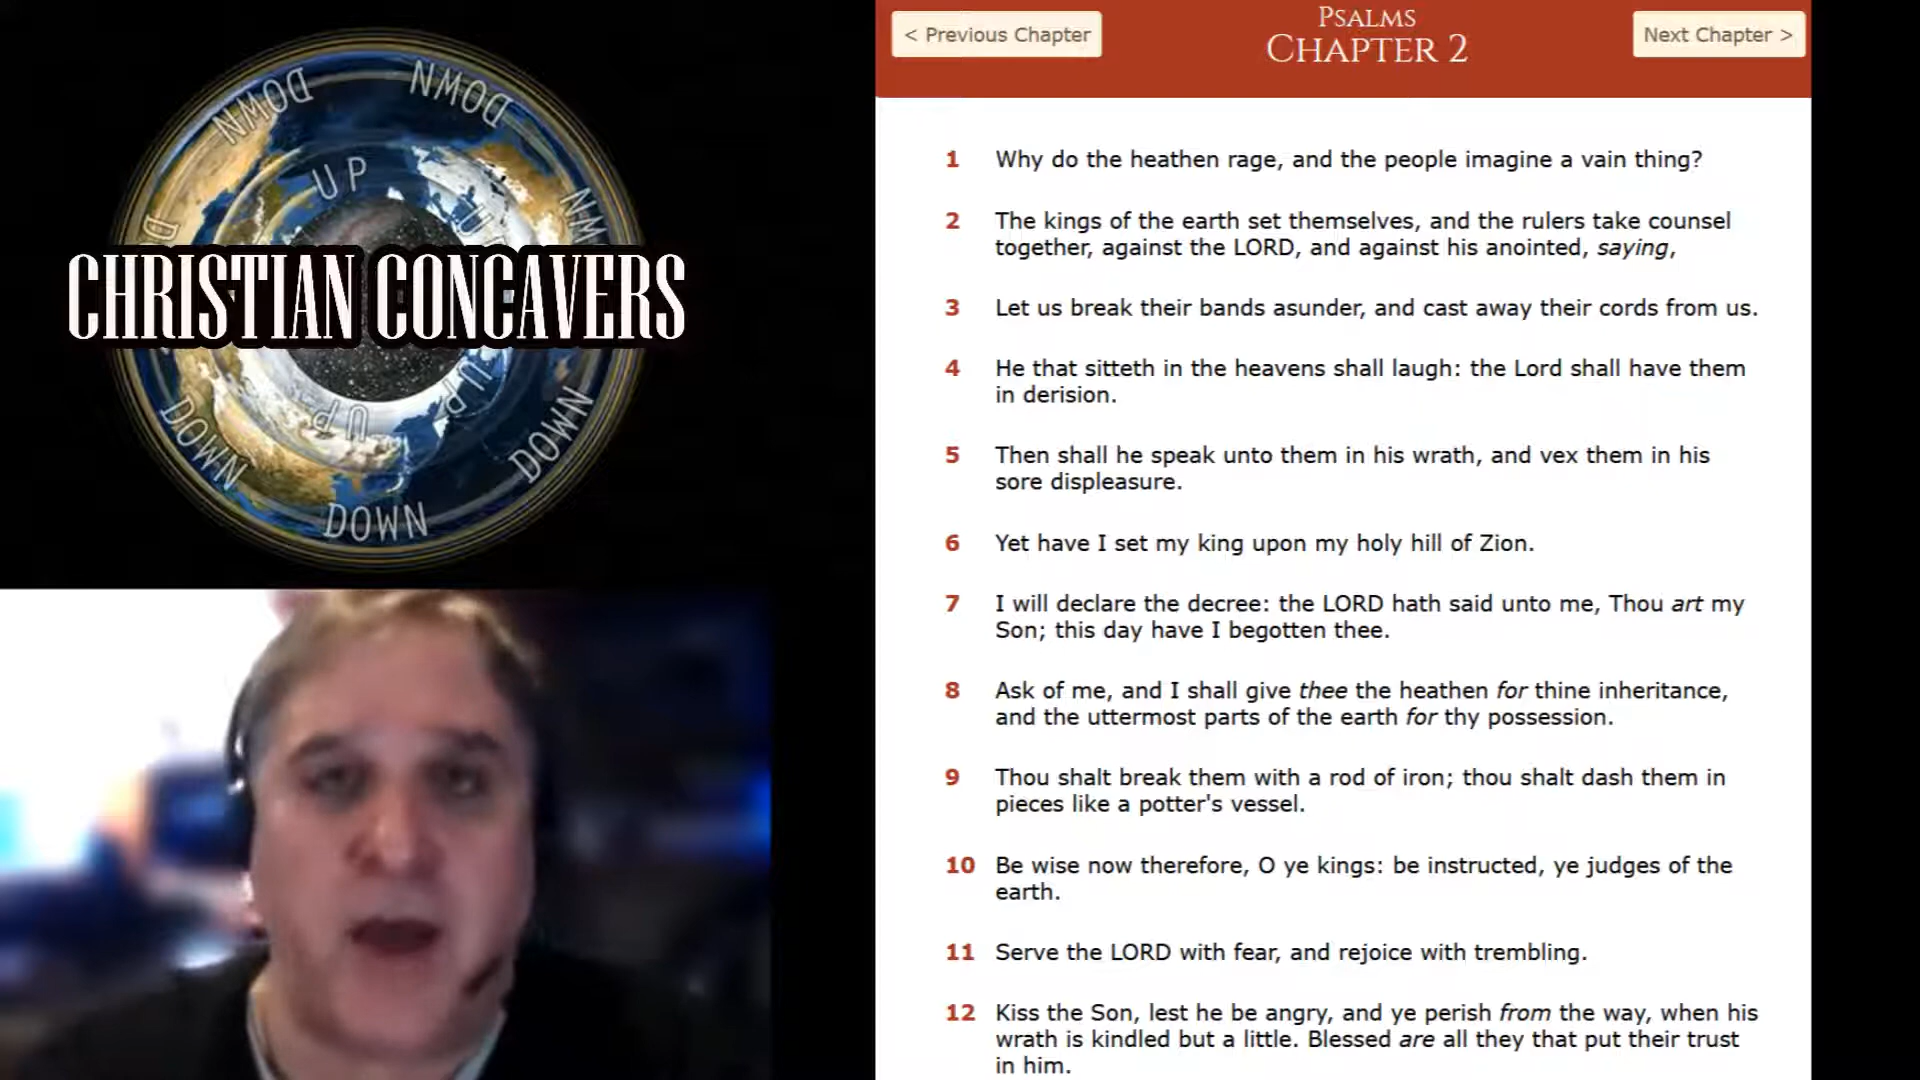 DOWN
DOWN
DOWN
UP
CHRISTIAN CONCAVERS
UP
UP
DOWN
DOWN
DOWN
< Previous Chapter
PSALMS
CHAPTER 2
Next Chapter >
1 Why do the heathen rage, and the people imagine a vain thing?
2 The kings of the earth set themselves, and the rulers take counsel
together, against the LORD, and against his anointed, saying,
3 Let us break their bands asunder, and cast away their cords from us.
4 He that sitteth in the heavens shall laugh: the Lord shall have them
in derision.
5 Then shall he speak unto them in his wrath, and vex them in his
sore displeasure.
6 Yet have I set my king upon my holy hill of Zion.
7 I will declare the decree: the LORD hath said unto me, Thou art my
Son; this day have I begotten thee.
8 Ask of me, and I shall give thee the heathen for thine inheritance,
and the uttermost parts of the earth for thy possession.
9 Thou shalt break them with a rod of iron; thou shalt dash them in
pieces like a potter's vessel.
10 Be wise now therefore, O ye kings: be instructed, ye judges of the
earth.
11 Serve the LORD with fear, and rejoice with trembling.
12 Kiss the Son, lest he be angry, and ye perish from the way, when his
wrath is kindled but a little. Blessed are all they that put their trust
in him.